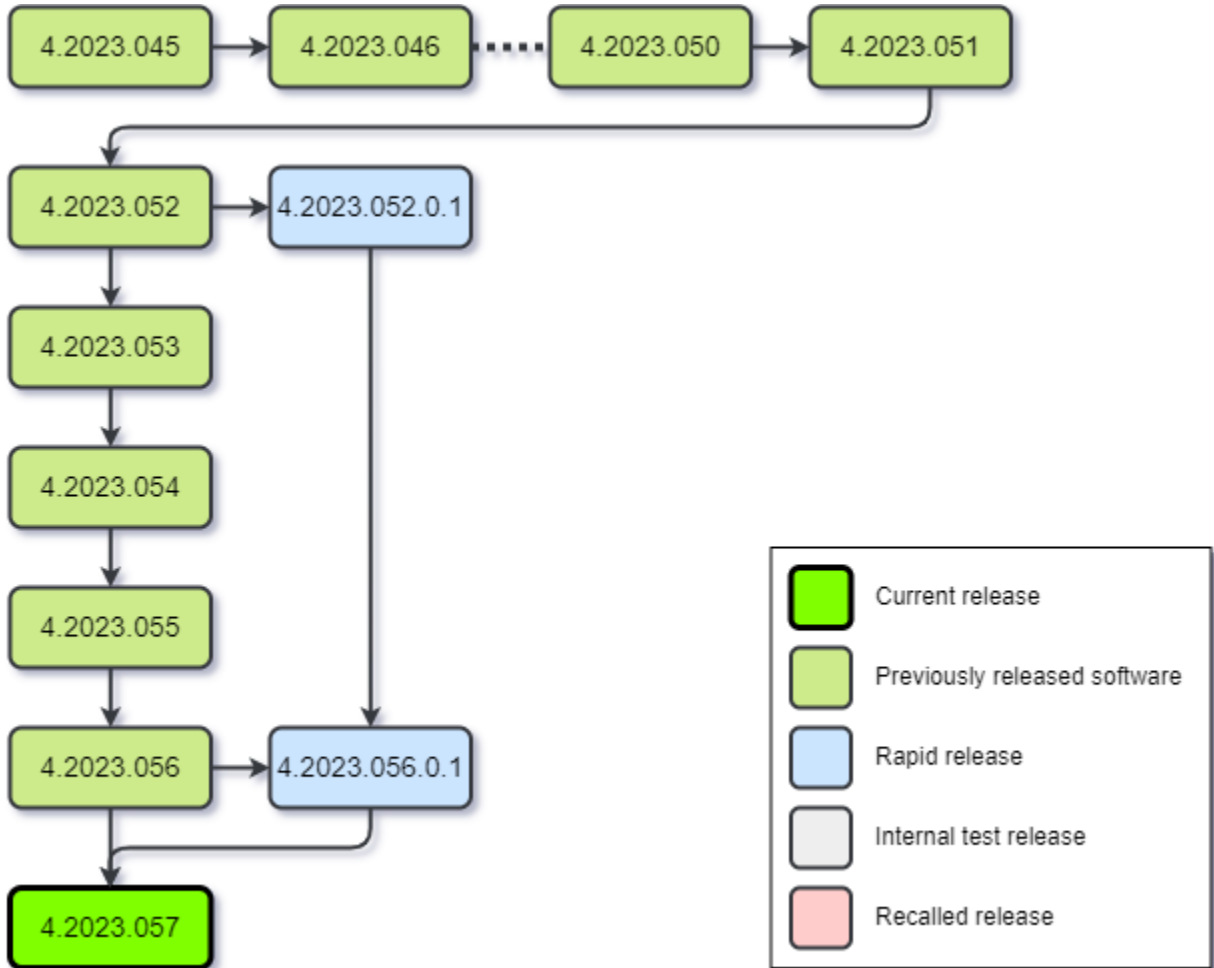 4.2023.045
4.2023.046
4.2023.050
4.2023.051
4.2023.052
4.2023.052.0.1
4.2023.053
4.2023.054
4.2023.055
4.2023.056
4.2023.056.0.1
4.2023.057
Current release
Previously released software
Rapid release
Internal test release
Recalled release